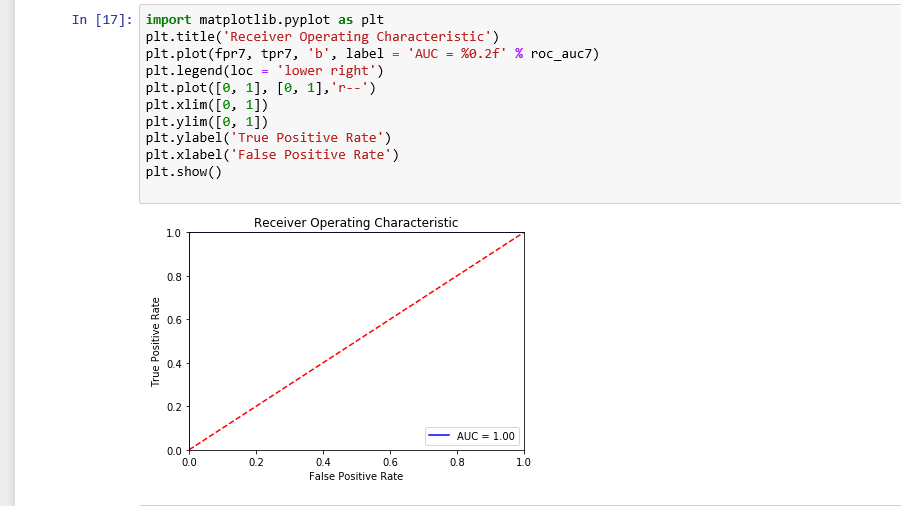 In [17]:
import matplotlib.pyplot as plt
plt.title('Receiver Operating Characteristic')
plt.plot(fpr7, tpr7, 'b', label = 'AUC = %0.2f' % roc_auc7)
plt.legend(loc = 'lower right')
plt.plot([0, 1], [0, 1],'r--')
plt.xlim([0, 1])
plt.ylim([0, 1])
plt.ylabel('True Positive Rate')
plt.xlabel('False Positive Rate')
plt.show()
Receiver Operating Characteristic
1.0
0.8
0.6
0.4
0.2
0.0
True Positive Rate
AUC = 1.00
0.0 0.2 0.4 0.6 0.8 1.0
False Positive Rate